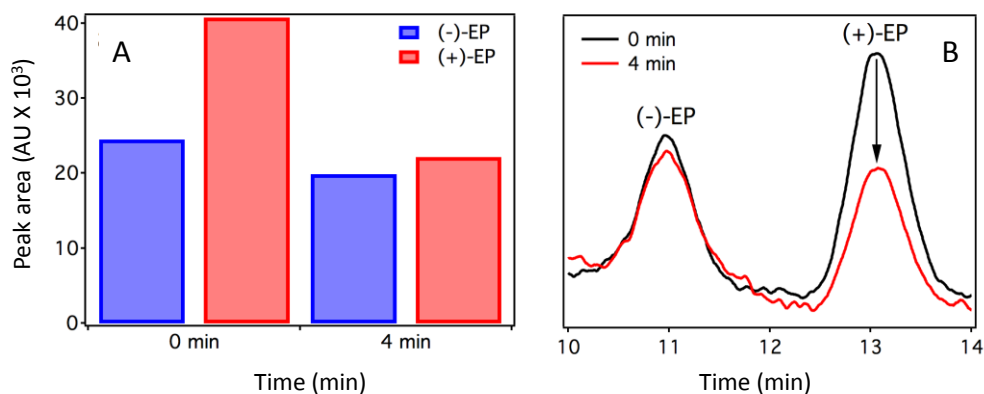 A
(-)-EP
(+)-EP
Peak area (AU X 10³)
40
30
20
10
0
0 min
4 min
Time (min)
B
0 min
4 min
(-)-EP
(+)-EP
10
11
12
13
14
Time (min)